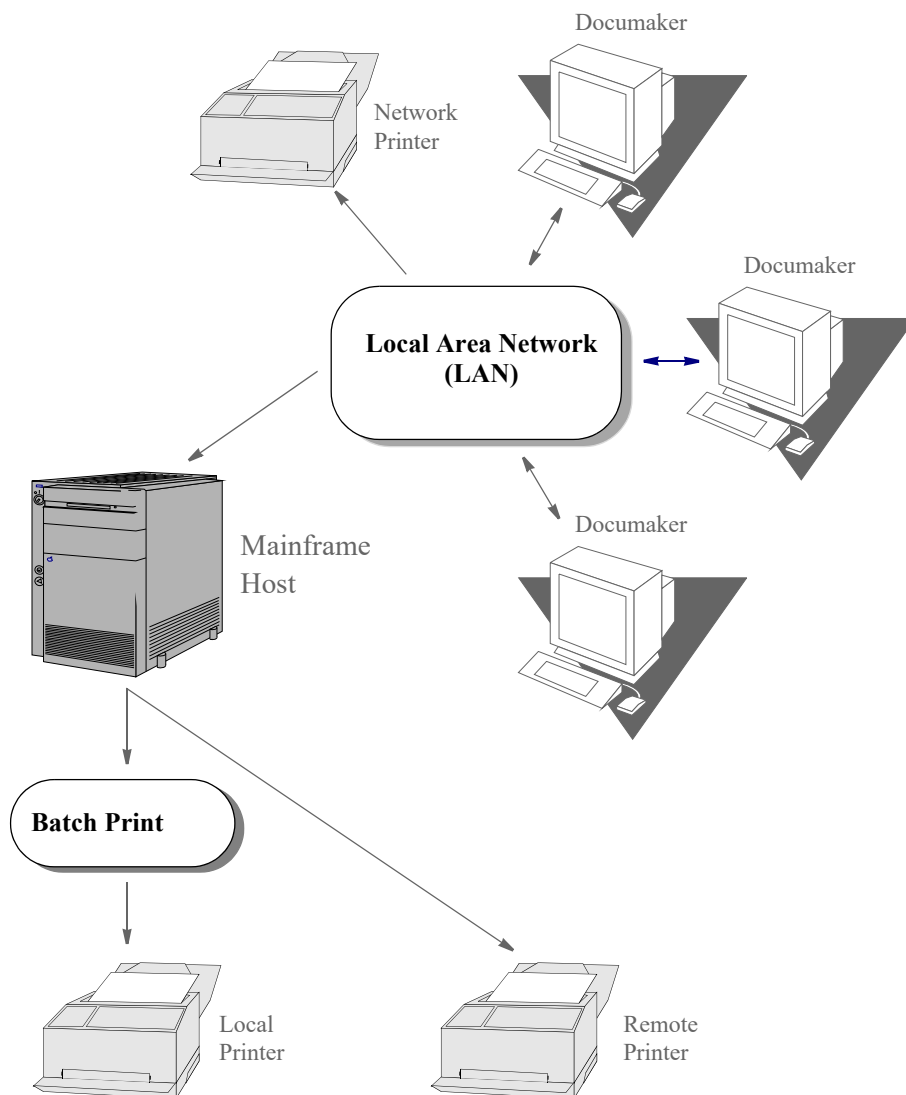 Documaker
Network
Printer
Documaker
Local Area Network
(LAN)
Documaker
Mainframe
Host
Batch Print
Local
Printer
Remote
Printer